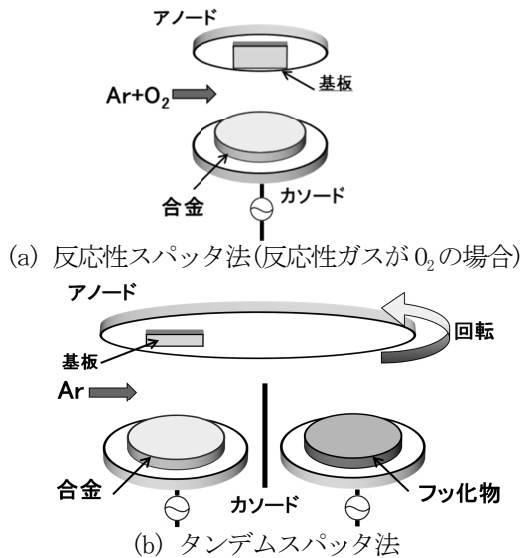 アノード
基板
Ar+O₂
合金
カソード
(a) 反応性スパッタ法(反応性ガスが O₂の場合)
アノード
回転
基板
Ar
合金
カソード
フッ化物
(b) タンデムスパッタ法